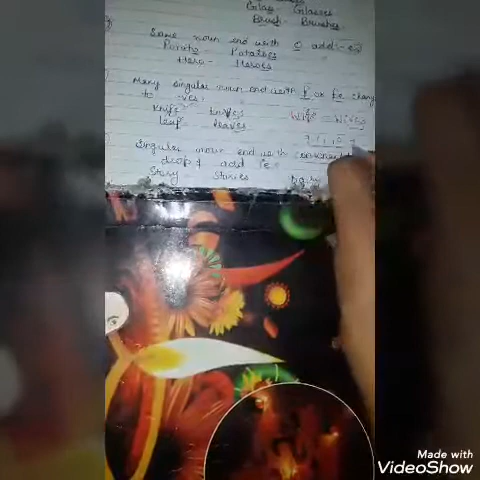 Glass - Glasses
Brush - Brushes
Some noun end with o add - es
Potato Potatoes
Hero - Heroes
Many singular noun end with f or fe change
to - ves:
Knife knives Wife = Wives
leaf leaves
Singular noun end with consonant
drop & add ie -
Story - Stories
Made with
VideoShow